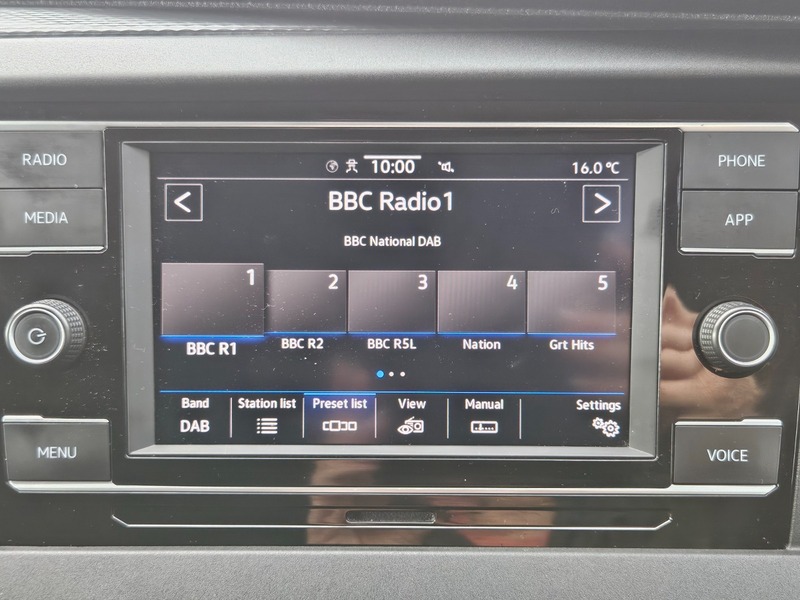 RADIO
MEDIA
MENU
10:00
16.0 °C
BBC Radio1
BBC National DAB
1
2
3
4
5
BBC R1
BBC R2
BBC R5L
Nation
Grt Hits
Band
DAB
Station list
Preset list
View
Manual
Settings
PHONE
APP
VOICE